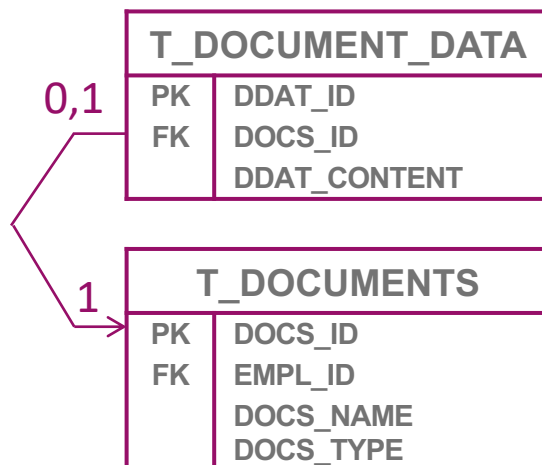 T_DOCUMENT_DATA
0,1
PK DDAT_ID
FK DOCS_ID
DDAT_CONTENT
T_DOCUMENTS
1
PK DOCS_ID
FK EMPL_ID
DOCS_NAME
DOCS_TYPE